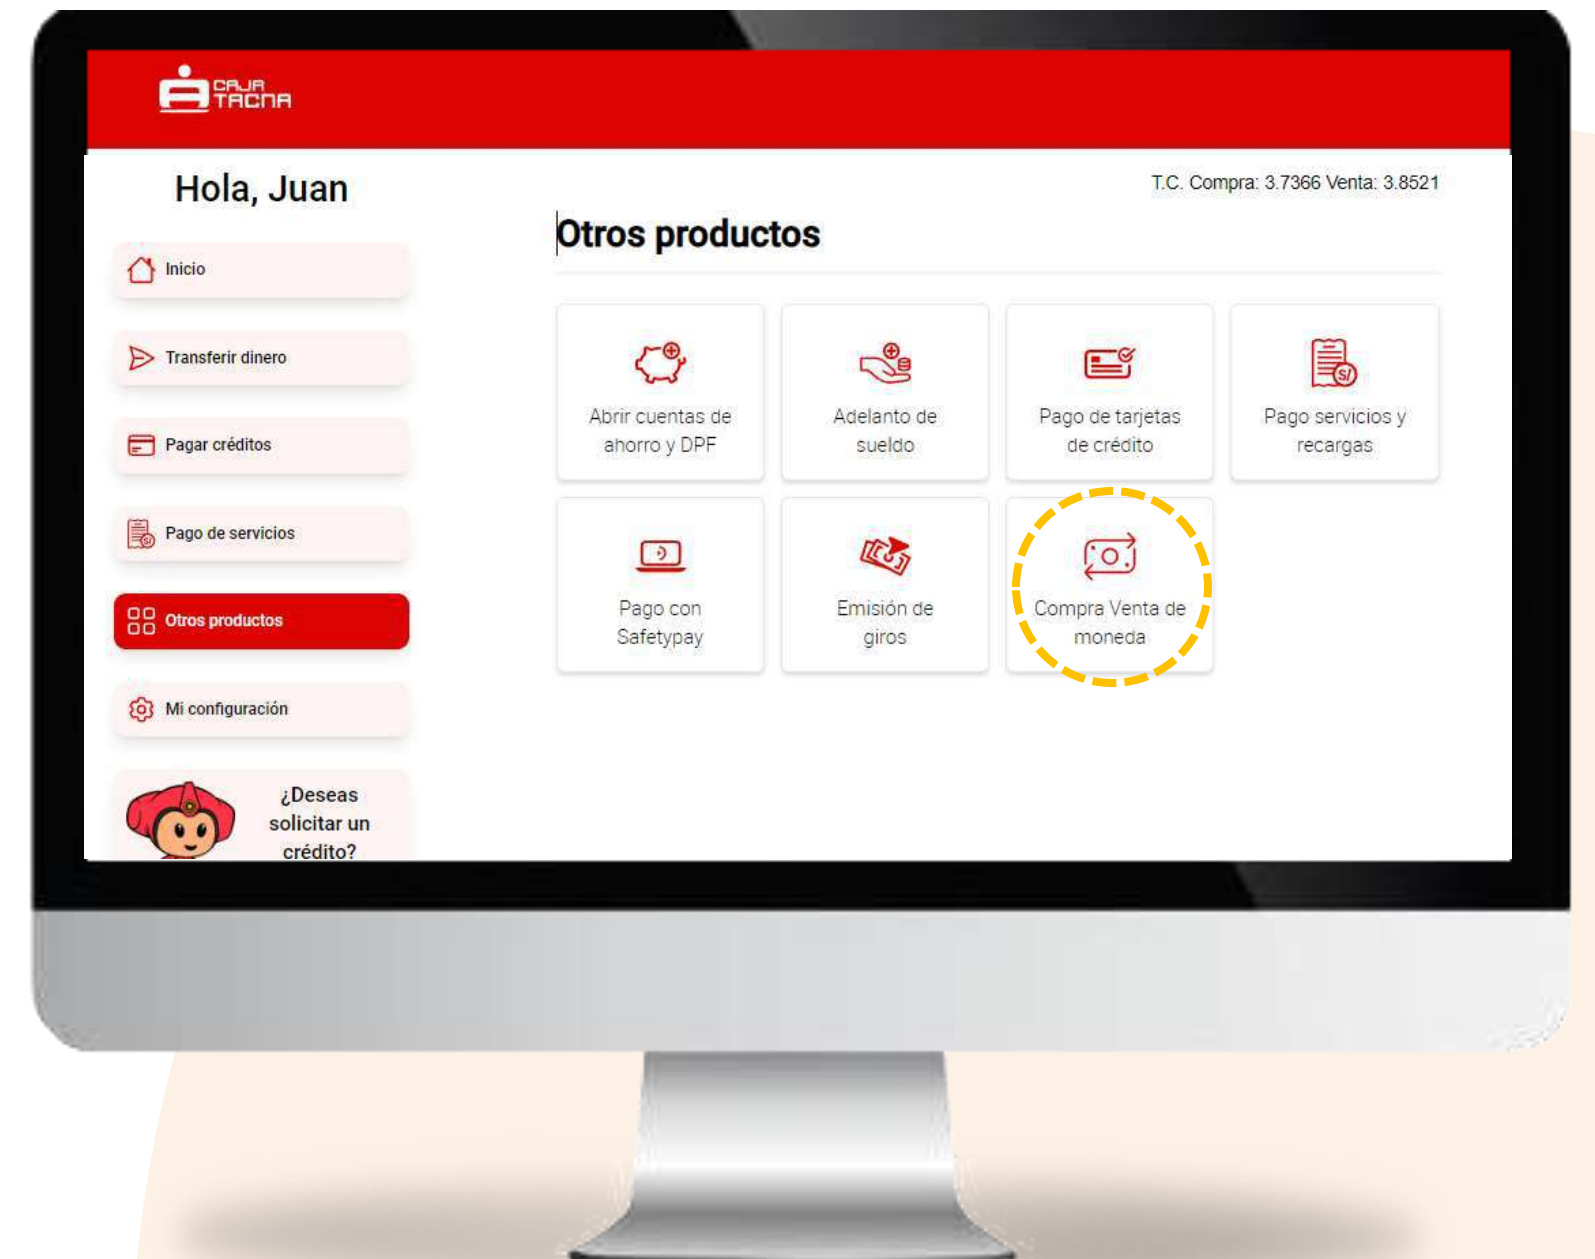 CAJA
TACNA
Hola, Juan
T.C. Compra: 3.7366 Venta: 3.8521
Otros productos
Inicio
Transferir dinero
Pagar créditos
Pago de servicios
Otros productos
Mi configuración
¿Deseas
solicitar un
crédito?
Abrir cuentas de
ahorro y DPF
Adelanto de
sueldo
Pago de tarjetas
de crédito
S/
Pago servicios y
recargas
Pago con
Safetypay
Emisión de
giros
Compra Venta de
moneda